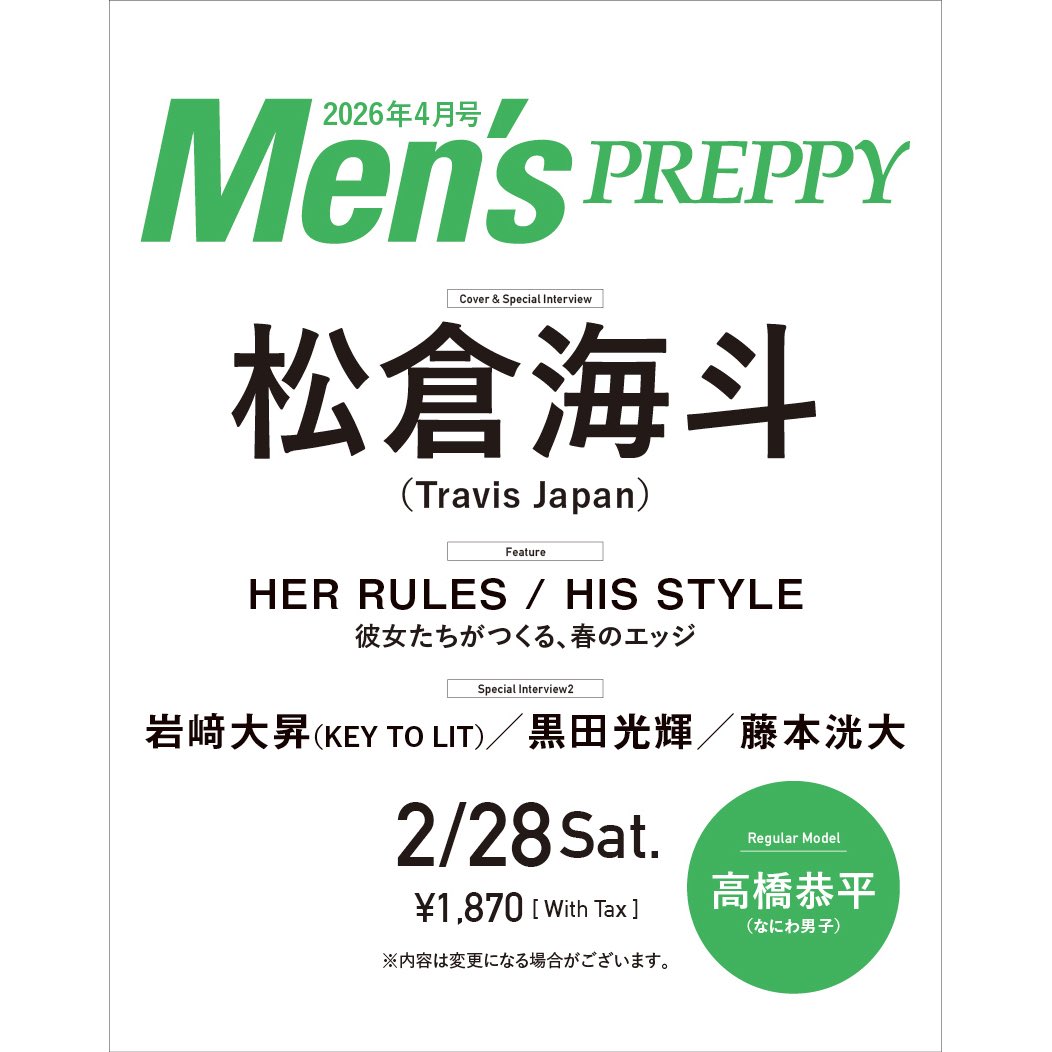 2026年4月号
Men's PREPPY
Cover & Special Interview
松倉海斗
（Travis Japan）
Feature
HER RULES / HIS STYLE
彼女たちがつくる、春のエッジ
Special Interview2
岩﨑大昇（KEY TO LIT）／黒田光輝／藤本洸大
2/28 Sat.
¥1,870 [ With Tax ]
※内容は変更になる場合がございます。
Regular Model
高橋恭平
（なにわ男子）